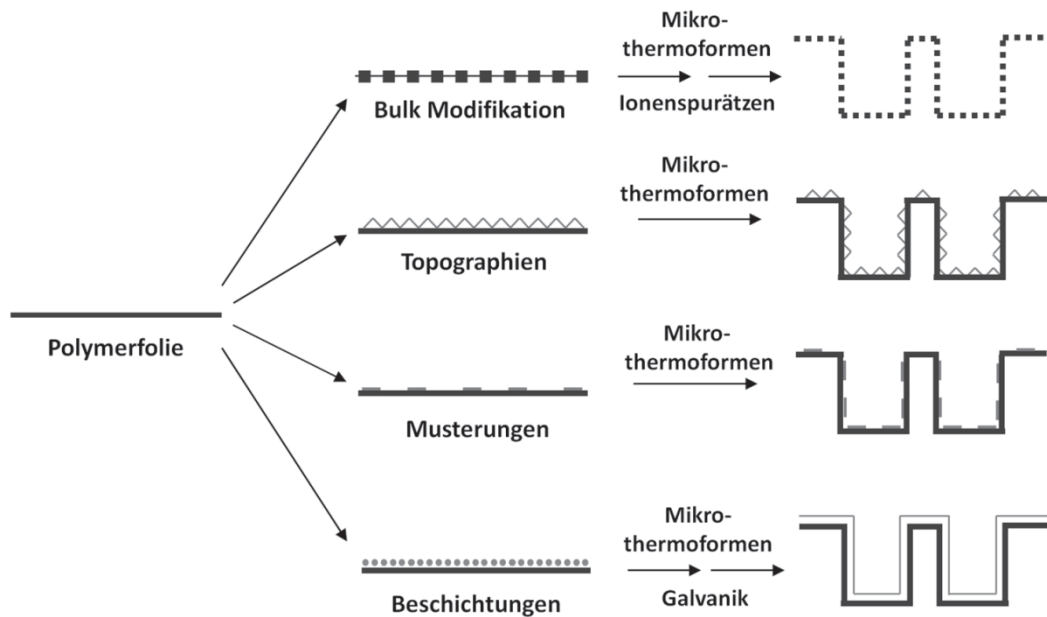 Mikro-
thermoformen
Bulk Modifikation
Ionenspurätzen
Mikro-
thermoformen
Topographien
Polymerfolie
Mikro-
thermoformen
Musterungen
Mikro-
thermoformen
Beschichtungen
Galvanik